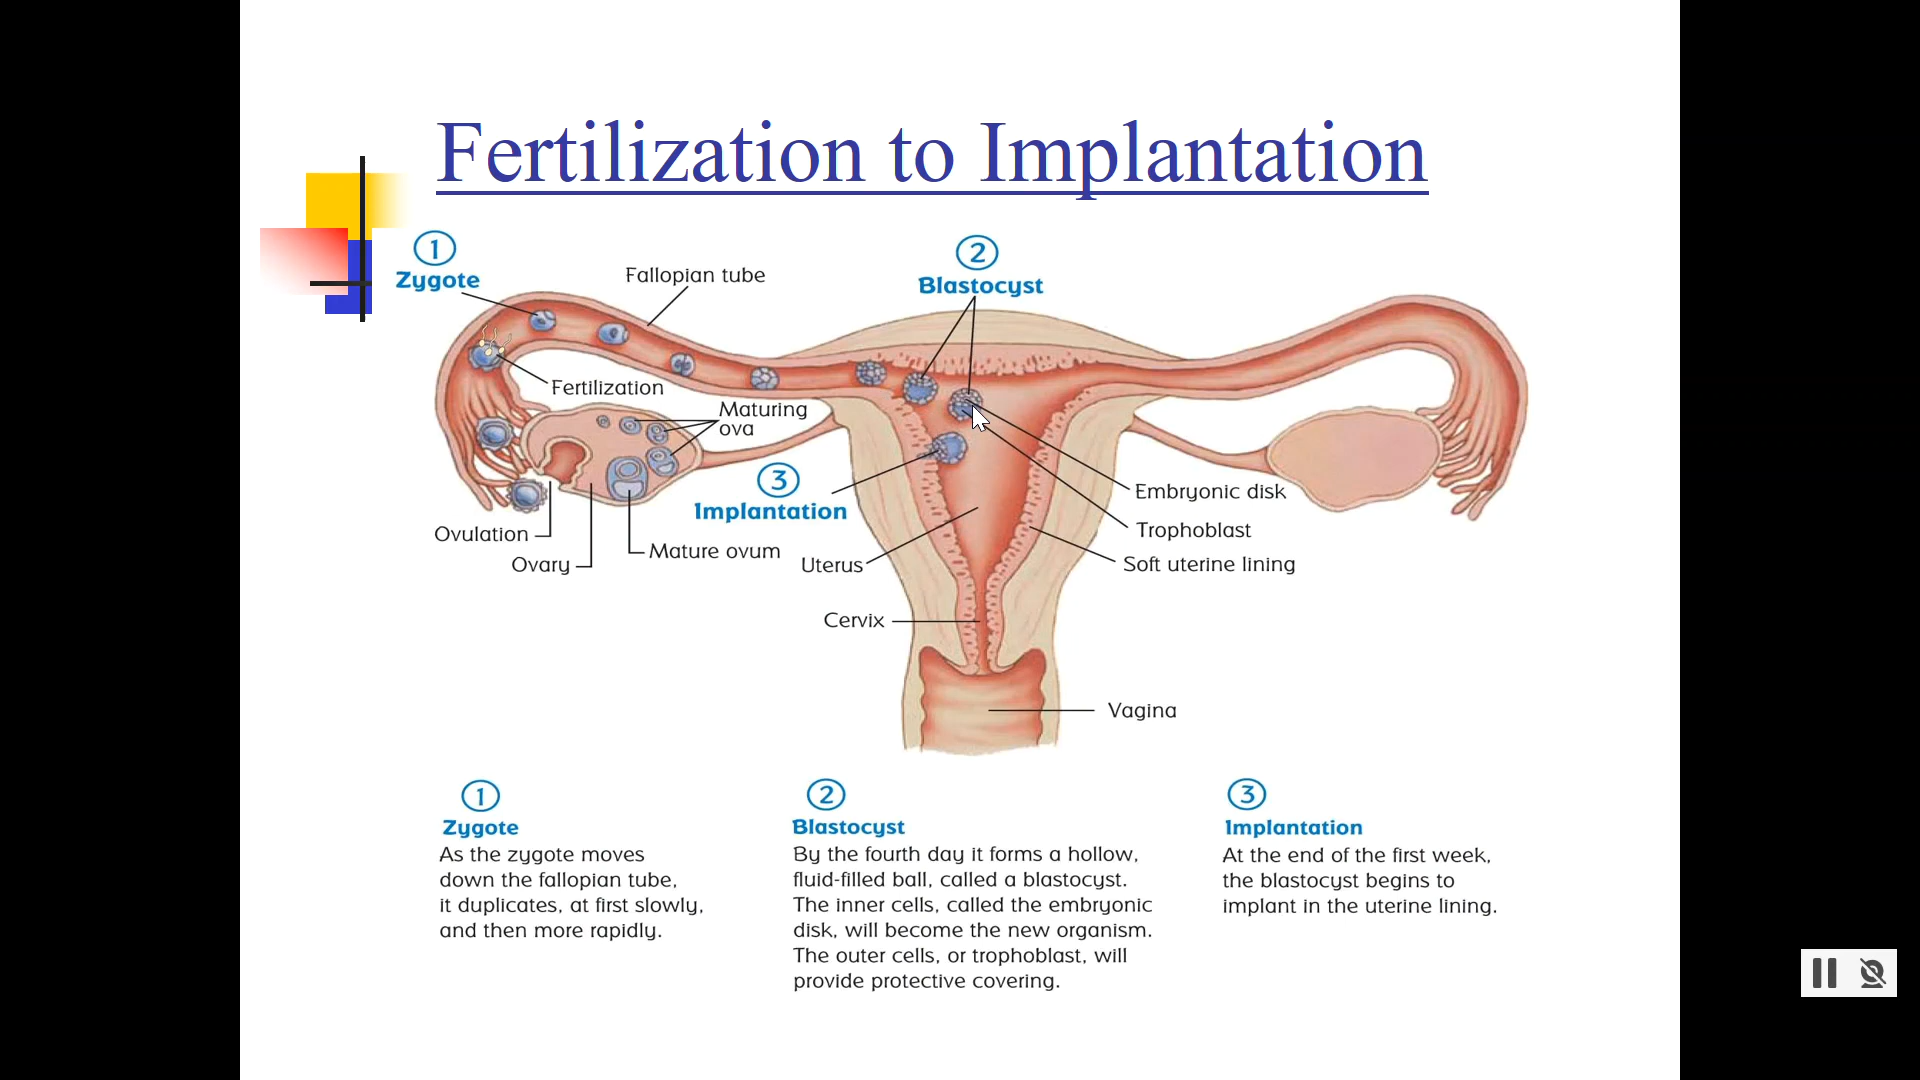 Fertilization to Implantation
1
Zygote
Fallopian tube
2
Blastocyst
Fertilization
Maturing
ova
3
Implantation
Embryonic disk
Ovulation
Trophoblast
Ovary
Mature ovum
Uterus
Soft uterine lining
Cervix
Vagina
1
Zygote
As the zygote moves
down the fallopian tube,
it duplicates, at first slowly,
and then more rapidly.
2
Blastocyst
By the fourth day it forms a hollow,
fluid-filled ball, called a blastocyst.
The inner cells, called the embryonic
disk, will become the new organism.
The outer cells, or trophoblast, will
provide protective covering.
3
Implantation
At the end of the first week,
the blastocyst begins to
implant in the uterine lining.